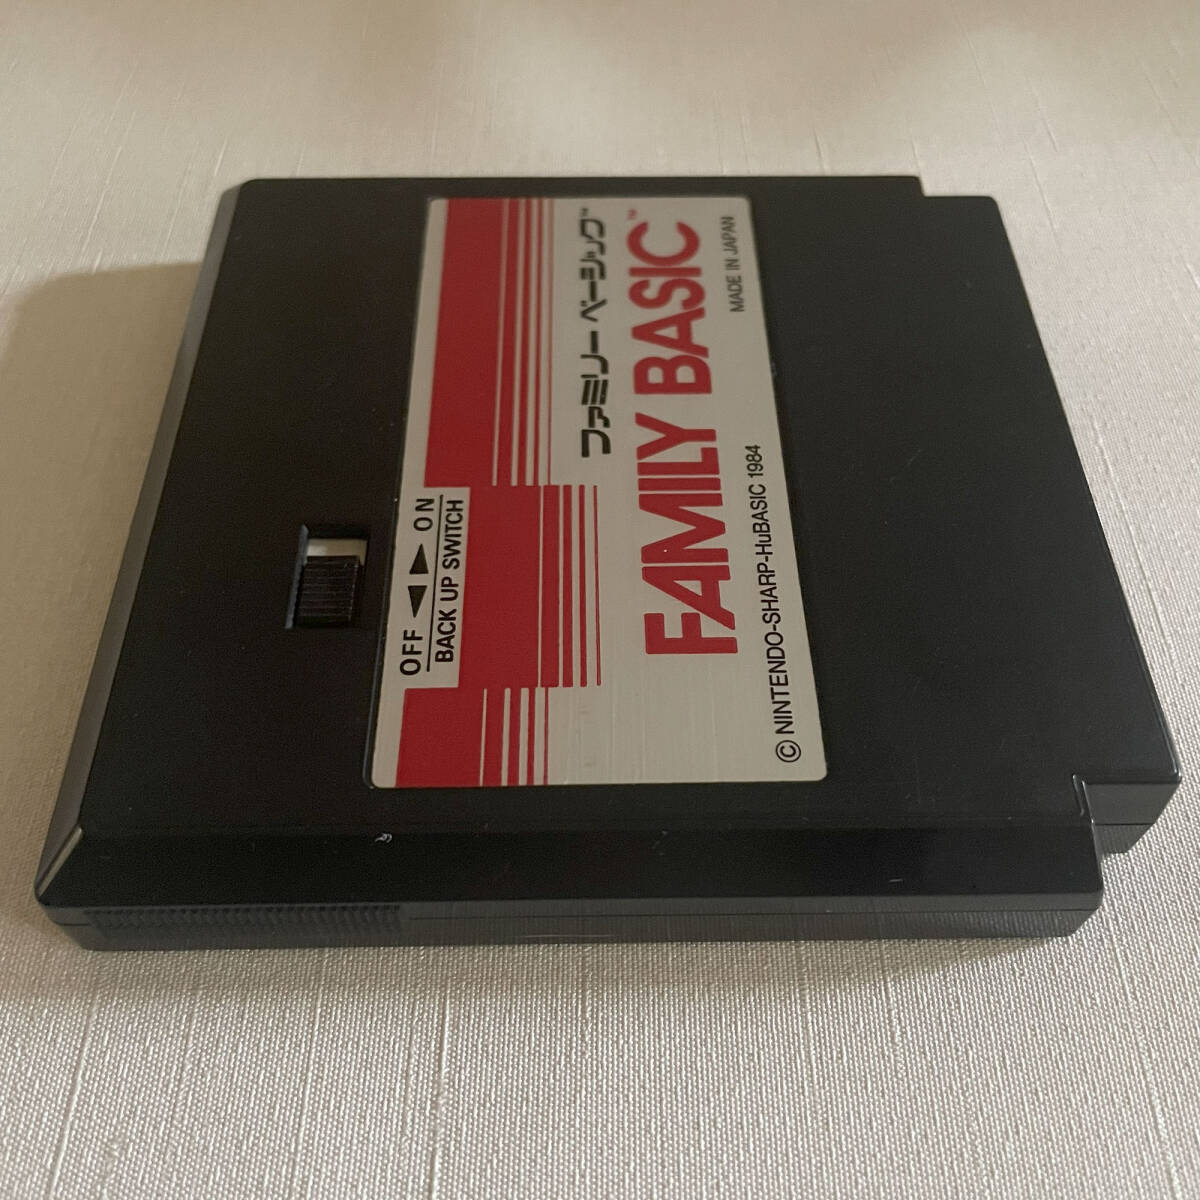 OFF ◀ ▶ ON
BACK UP SWITCH
ファミリー ベーシック™
FAMILY BASIC™
MADE IN JAPAN
© NINTENDO-SHARP-HuBASIC 1984